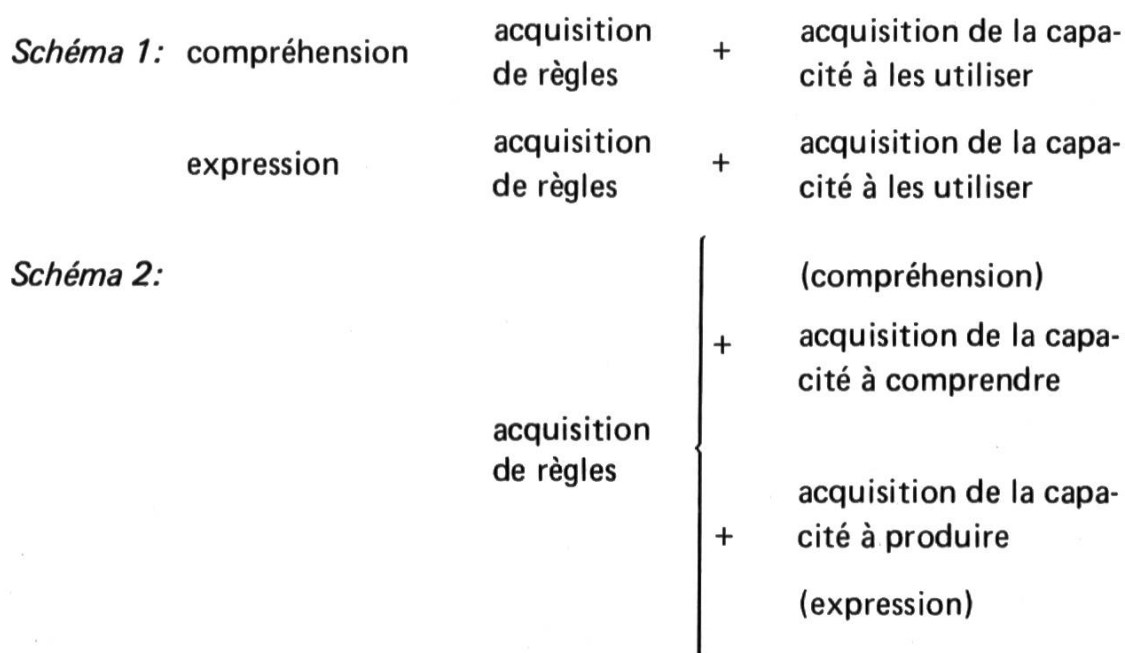 Schéma 1: compréhension acquisition + acquisition de la capa-
de règles cité à les utiliser
expression acquisition + acquisition de la capa-
de règles cité à les utiliser
Schéma 2: (compréhension)
+ acquisition de la capa-
cité à comprendre
acquisition
de règles
acquisition de la capa-
+ cité à produire
(expression)